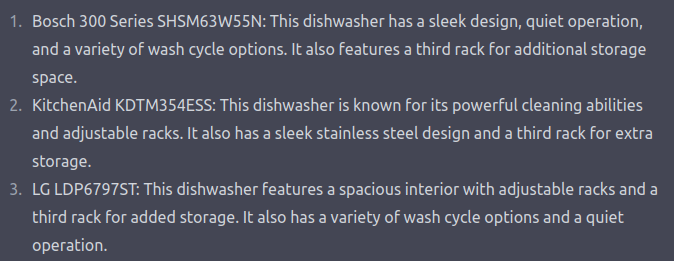 1. Bosch 300 Series SHSM63W55N: This dishwasher has a sleek design, quiet operation,
and a variety of wash cycle options. It also features a third rack for additional storage
space.
2. KitchenAid KDTM354ESS: This dishwasher is known for its powerful cleaning abilities
and adjustable racks. It also has a sleek stainless steel design and a third rack for extra
storage.
3. LG LDP6797ST: This dishwasher features a spacious interior with adjustable racks and a
third rack for added storage. It also has a variety of wash cycle options and a quiet
operation.